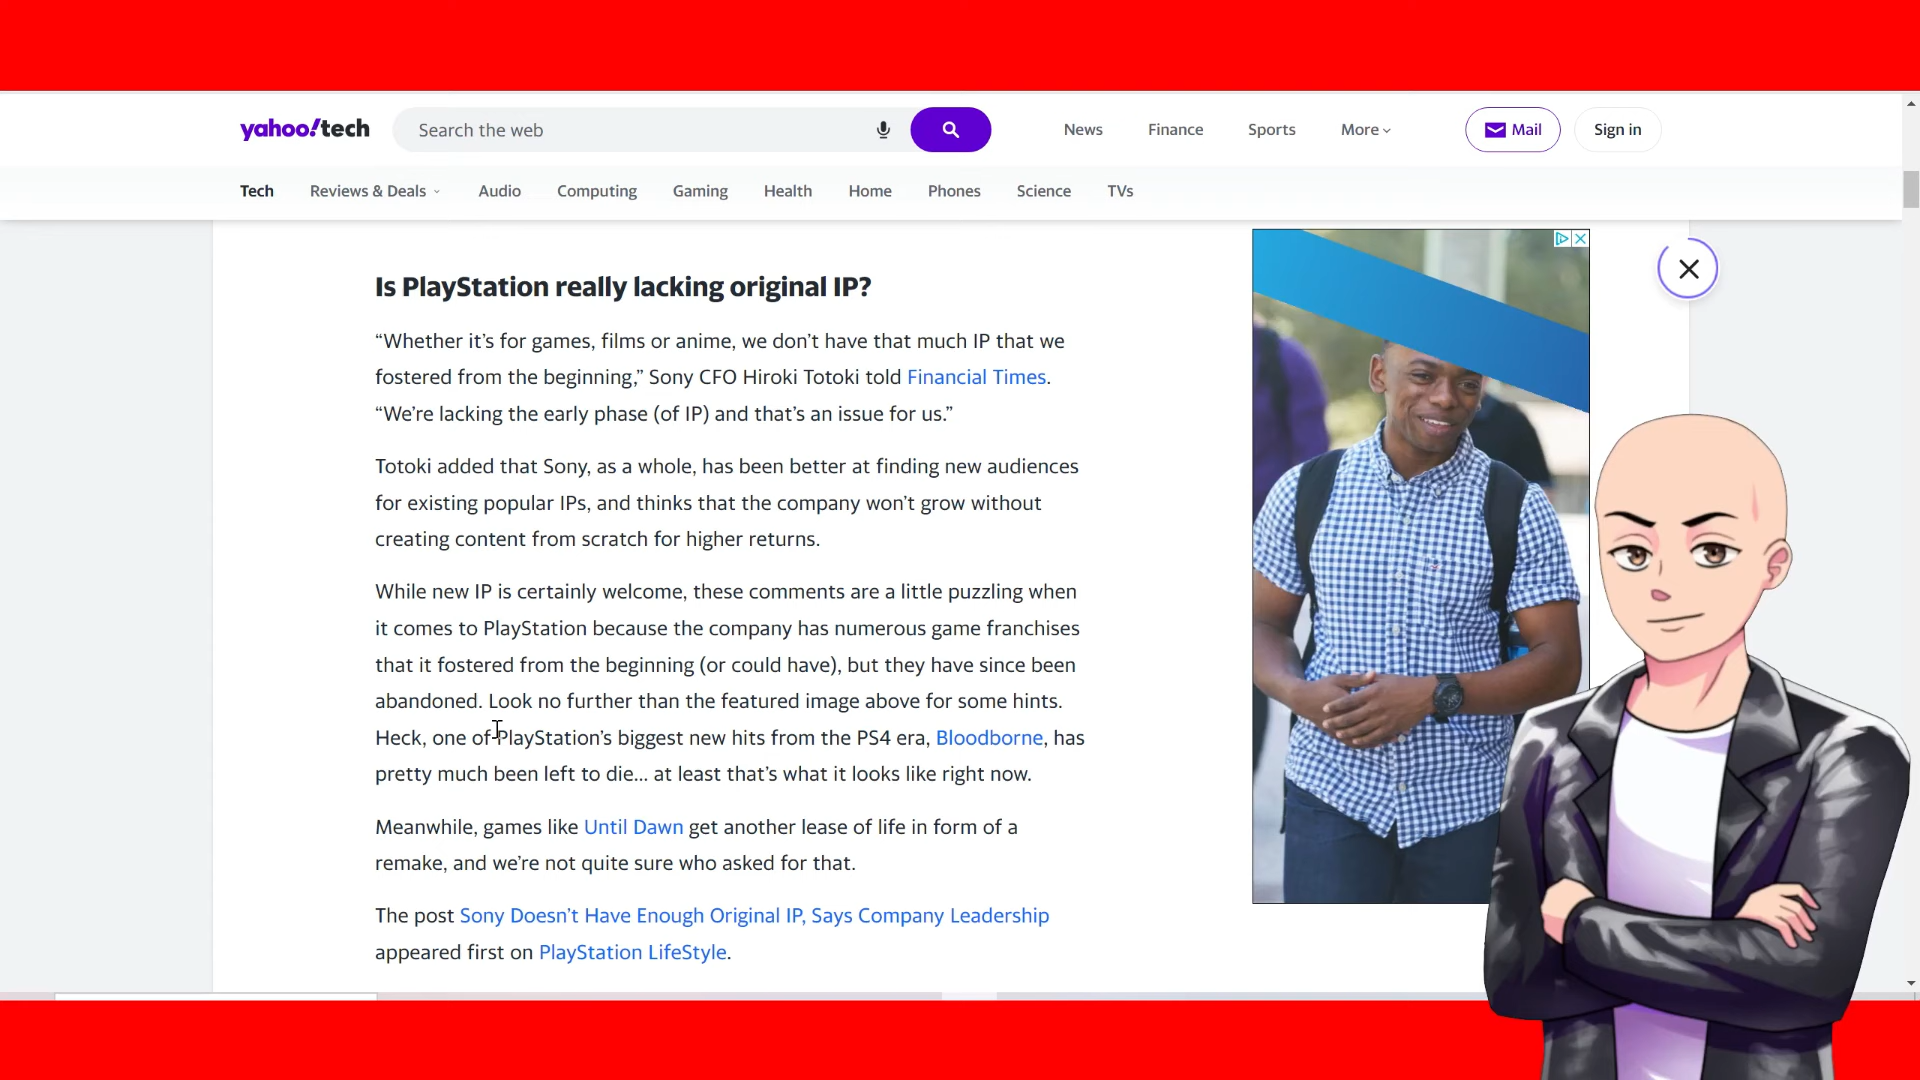 yahoo!tech
Search the web
News
Finance
Sports
More
Mail
Sign in
Tech
Reviews & Deals
Audio
Computing
Gaming
Health
Home
Phones
Science
TVs
Is PlayStation really lacking original IP?
“Whether it’s for games, films or anime, we don’t have that much IP that we
fostered from the beginning,” Sony CFO Hiroki Totoki told Financial Times.
“We’re lacking the early phase (of IP) and that’s an issue for us.”
Totoki added that Sony, as a whole, has been better at finding new audiences
for existing popular IPs, and thinks that the company won’t grow without
creating content from scratch for higher returns.
While new IP is certainly welcome, these comments are a little puzzling when
it comes to PlayStation because the company has numerous game franchises
that it fostered from the beginning (or could have), but they have since been
abandoned. Look no further than the featured image above for some hints.
Heck, one of PlayStation’s biggest new hits from the PS4 era, Bloodborne, has
pretty much been left to die… at least that’s what it looks like right now.
Meanwhile, games like Until Dawn get another lease of life in form of a
remake, and we’re not quite sure who asked for that.
The post Sony Doesn’t Have Enough Original IP, Says Company Leadership
appeared first on PlayStation LifeStyle.